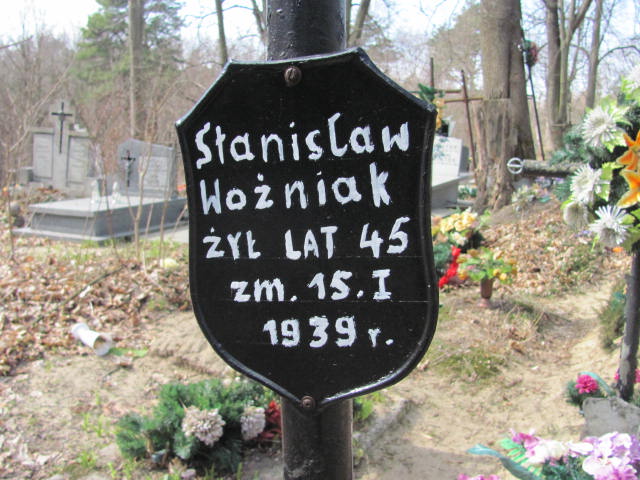 Stanisław
Woźniak
żył LAT 45
zm. 15. I
1939 r.